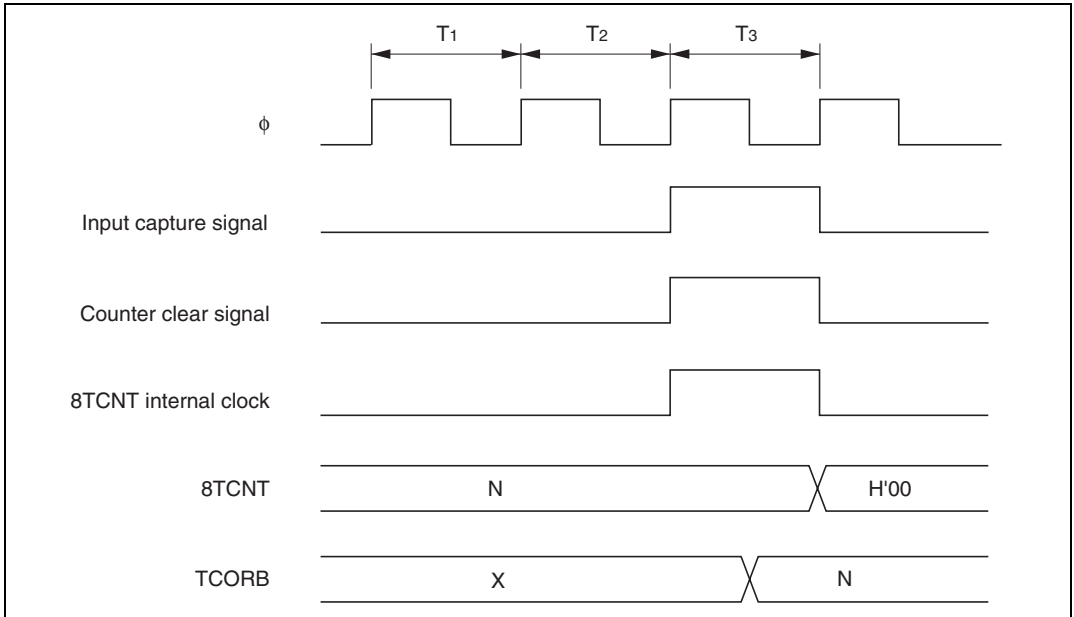 T1 T2 T3
φ
Input capture signal
Counter clear signal
8TCNT internal clock
8TCNT N H'00
TCORB X N